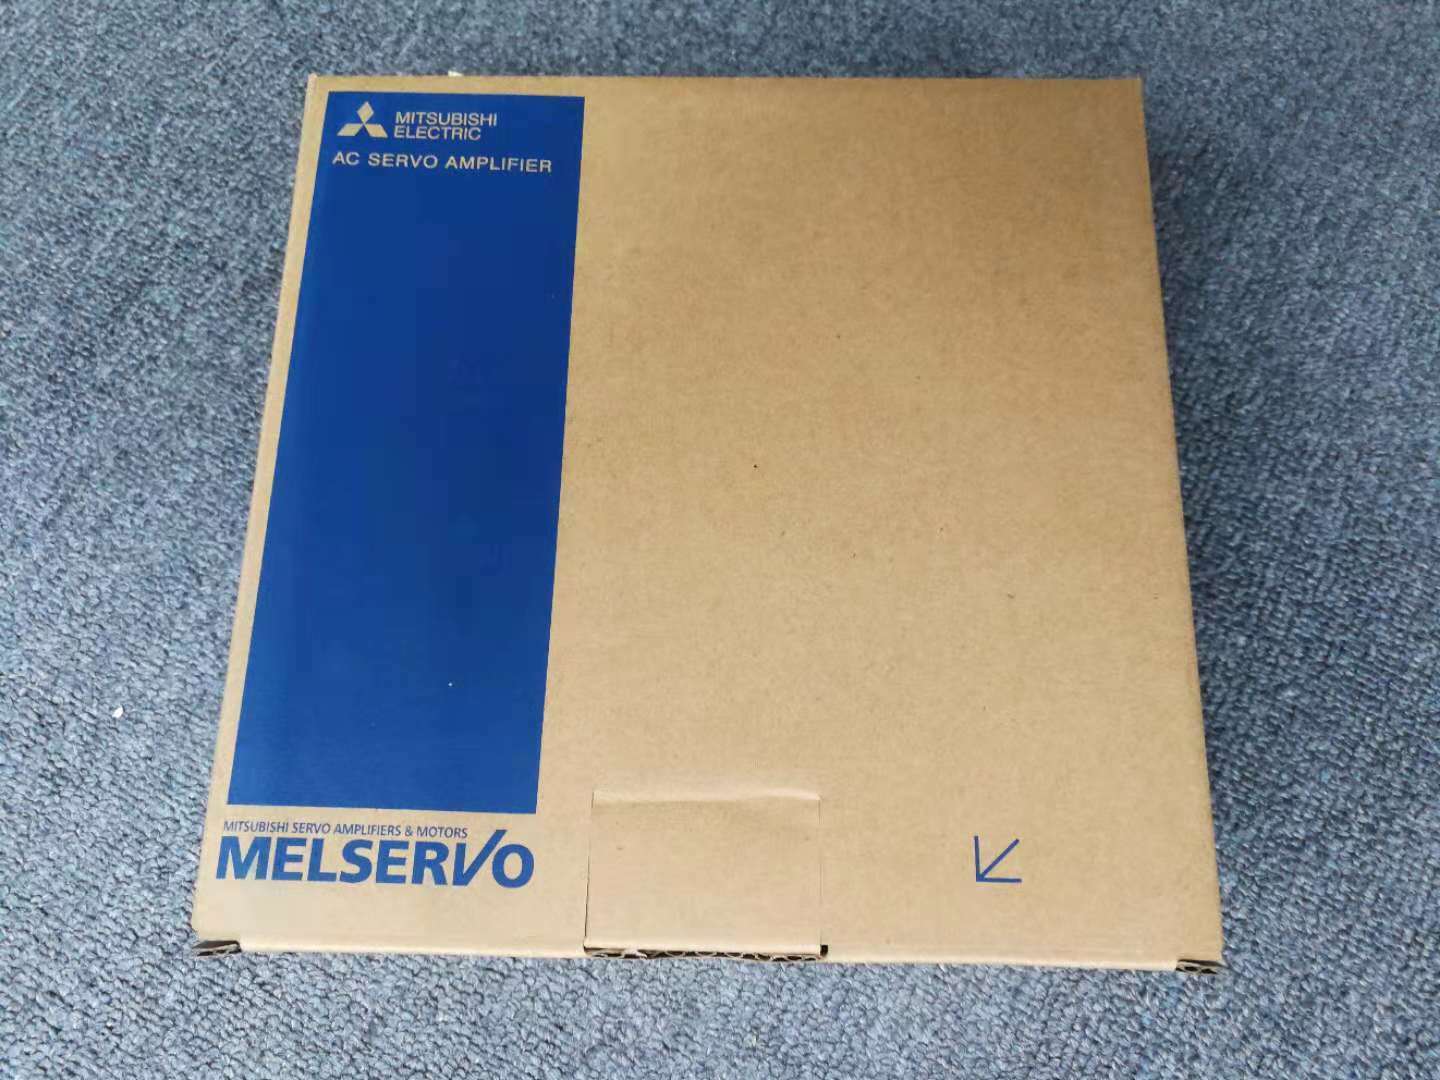 MITSUBISHI
ELECTRIC
AC SERVO AMPLIFIER
MITSUBISHI SERVO AMPLIFIERS & MOTORS
MELSERVO